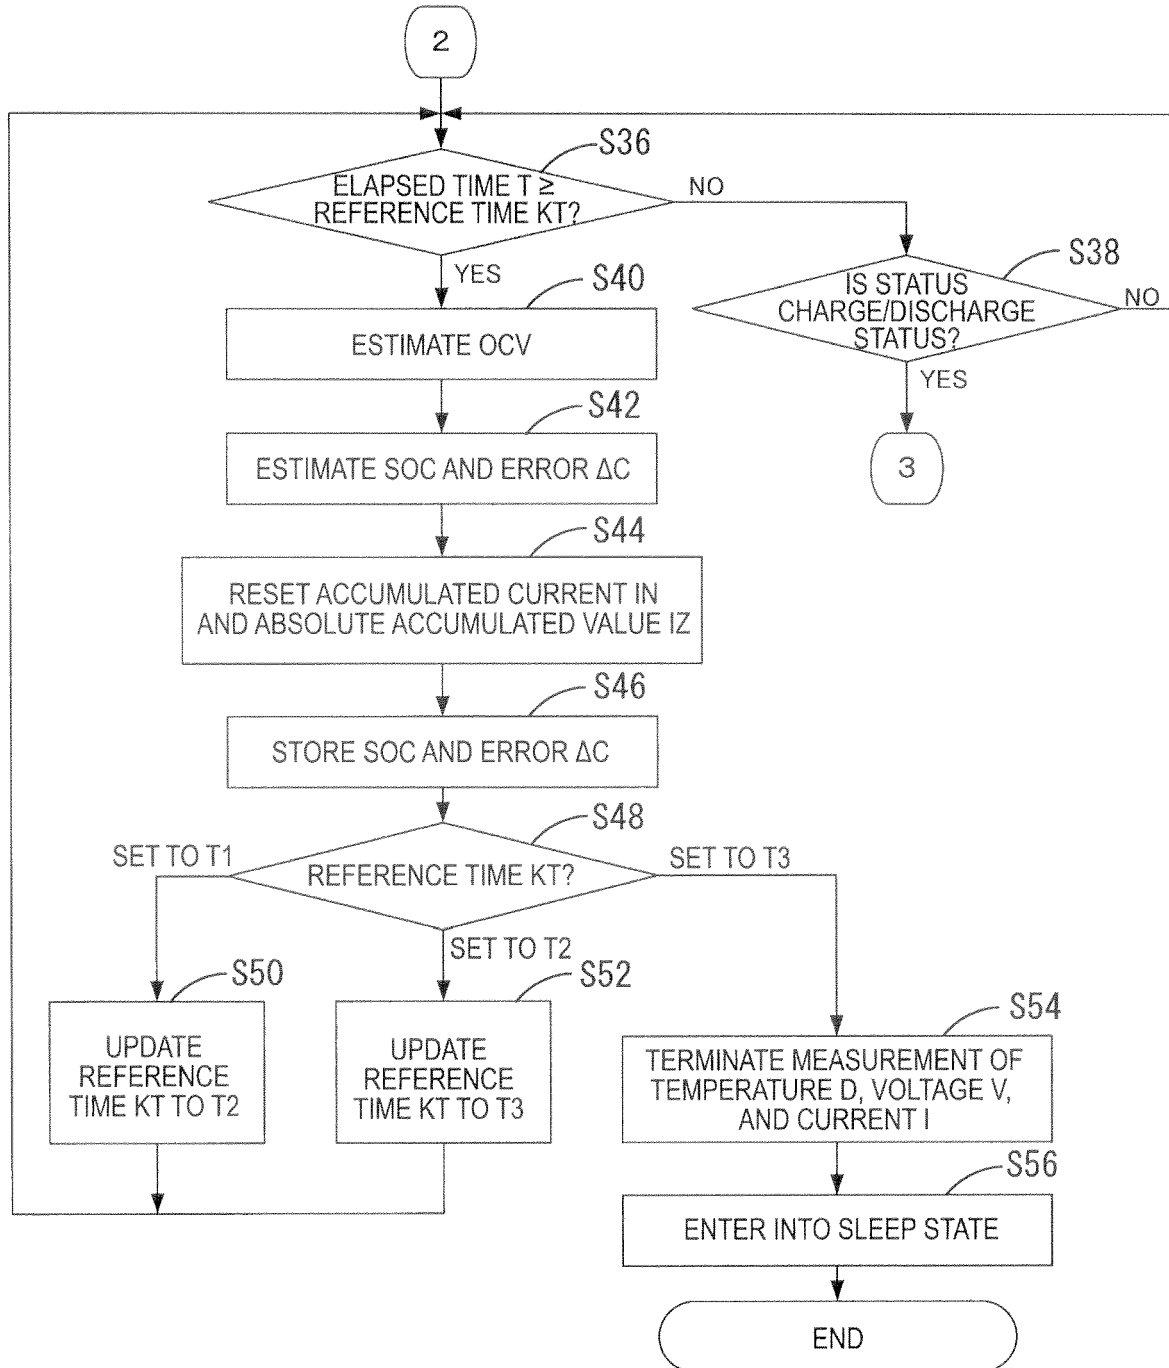 2
S36
ELAPSED TIME T ≥
REFERENCE TIME KT?
NO
YES
S38
IS STATUS
CHARGE/DISCHARGE
STATUS?
NO
YES
3
S40
ESTIMATE OCV
S42
ESTIMATE SOC AND ERROR ΔC
S44
RESET ACCUMULATED CURRENT IN
AND ABSOLUTE ACCUMULATED VALUE IZ
S46
STORE SOC AND ERROR ΔC
S48
REFERENCE TIME KT?
SET TO T1
SET TO T3
SET TO T2
S50
UPDATE
REFERENCE
TIME KT TO T2
S52
UPDATE
REFERENCE
TIME KT TO T3
S54
TERMINATE MEASUREMENT OF
TEMPERATURE D, VOLTAGE V,
AND CURRENT I
S56
ENTER INTO SLEEP STATE
END